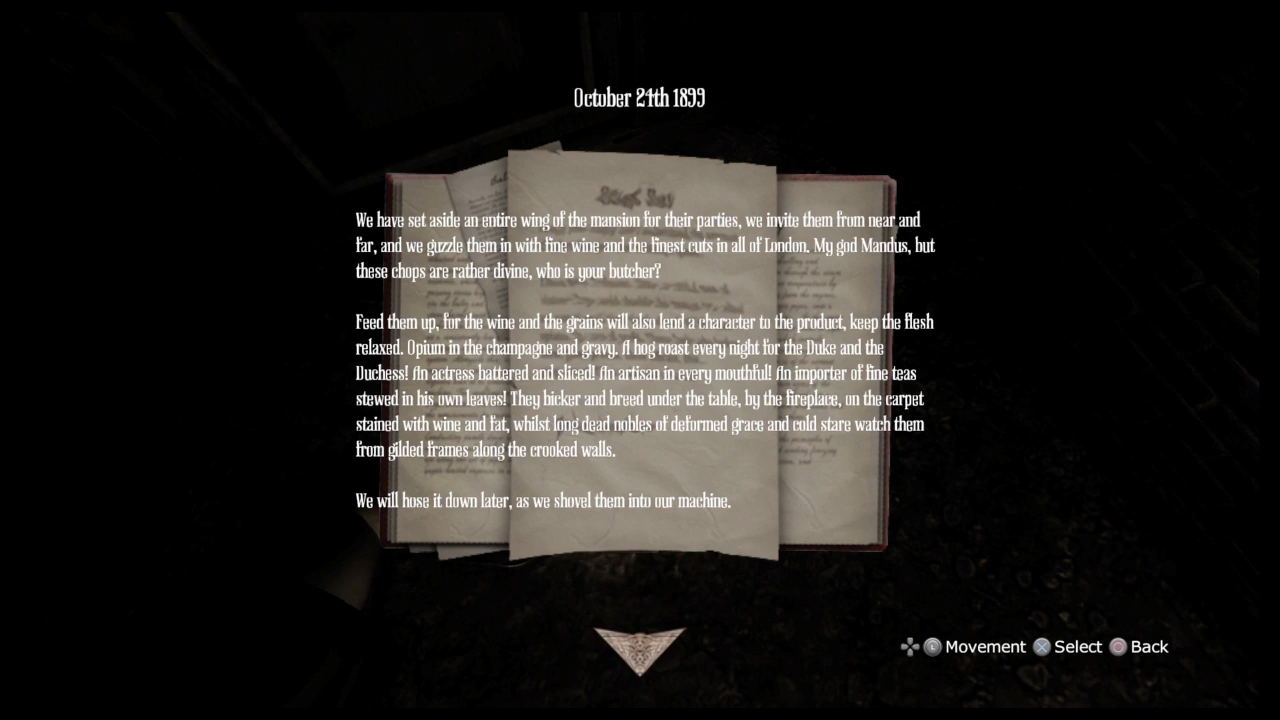 October 24th 1899
We have set aside an entire wing of the mansion for their parties, we invite them from near and
far, and we guzzle them in with fine wine and the finest cuts in all of London. My god Mandus, but
these chops are rather divine, who is your butcher?
Feed them up, for the wine and the grains will also lend a character to the product, keep the flesh
relaxed. Opium in the champagne and gravy. A hog roast every night for the Duke and the
Duchess! An actress battered and sliced! An artisan in every mouthful! An importer of fine teas
stewed in his own leaves! They bicker and breed under the table, by the fireplace, on the carpet
stained with wine and fat, whilst long dead nobles of deformed grace and cold stare watch them
from gilded frames along the crooked walls.
We will hose it down later, as we shovel them into our machine.
Movement Select Back